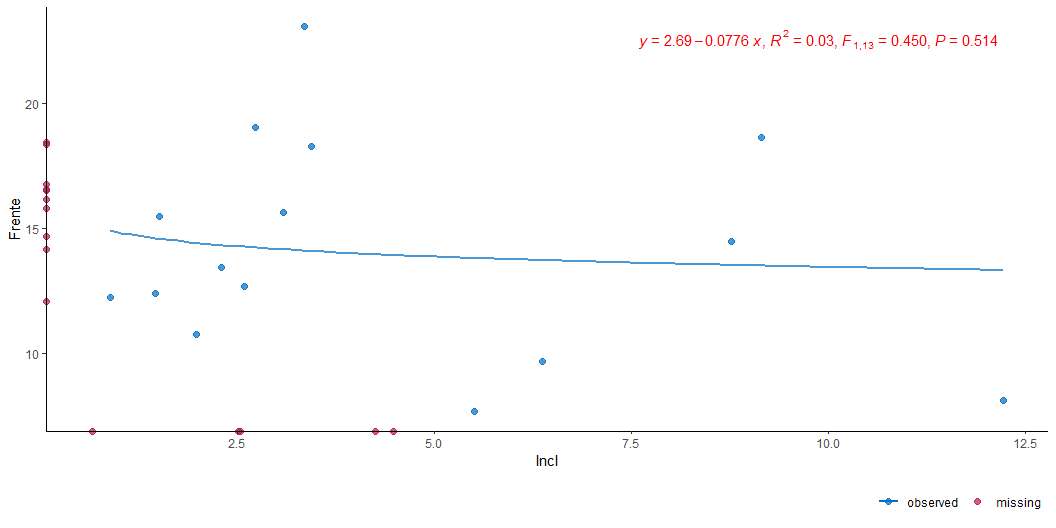 y = 2.69 − 0.0776 x, R² = 0.03, F₁,₁₃ = 0.450, P = 0.514
20
15
10
Frente
2.5 5.0 7.5 10.0 12.5
Incl
observed missing